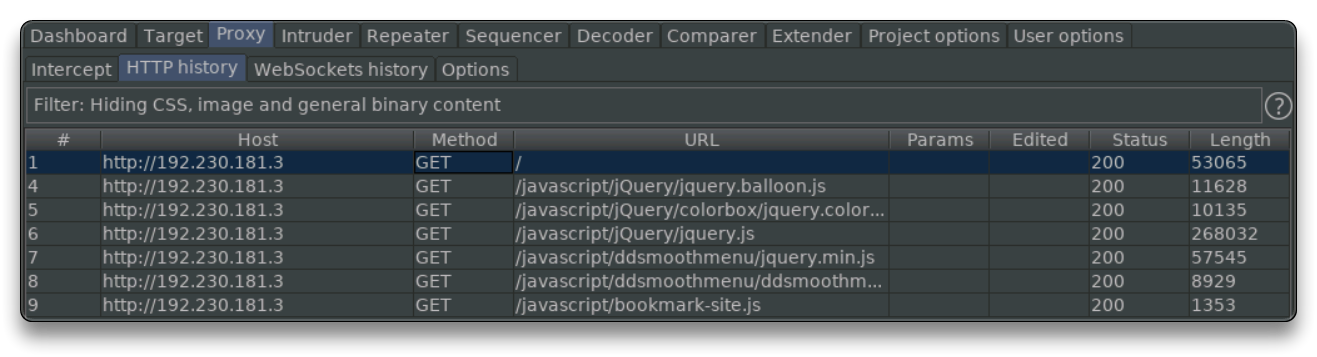 Dashboard Target Proxy Intruder Repeater Sequencer Decoder Comparer Extender Project options User options
Intercept HTTP history WebSockets history Options
Filter: Hiding CSS, image and general binary content ?
# Host Method URL Params Edited Status Length
1 http://192.230.181.3 GET / 200 53065
4 http://192.230.181.3 GET /javascript/jQuery/jquery.balloon.js 200 11628
5 http://192.230.181.3 GET /javascript/jQuery/colorbox/jquery.color... 200 10135
6 http://192.230.181.3 GET /javascript/jQuery/jquery.js 200 268032
7 http://192.230.181.3 GET /javascript/ddsmoothmenu/jquery.min.js 200 57545
8 http://192.230.181.3 GET /javascript/ddsmoothmenu/ddsmoothm... 200 8929
9 http://192.230.181.3 GET /javascript/bookmark-site.js 200 1353